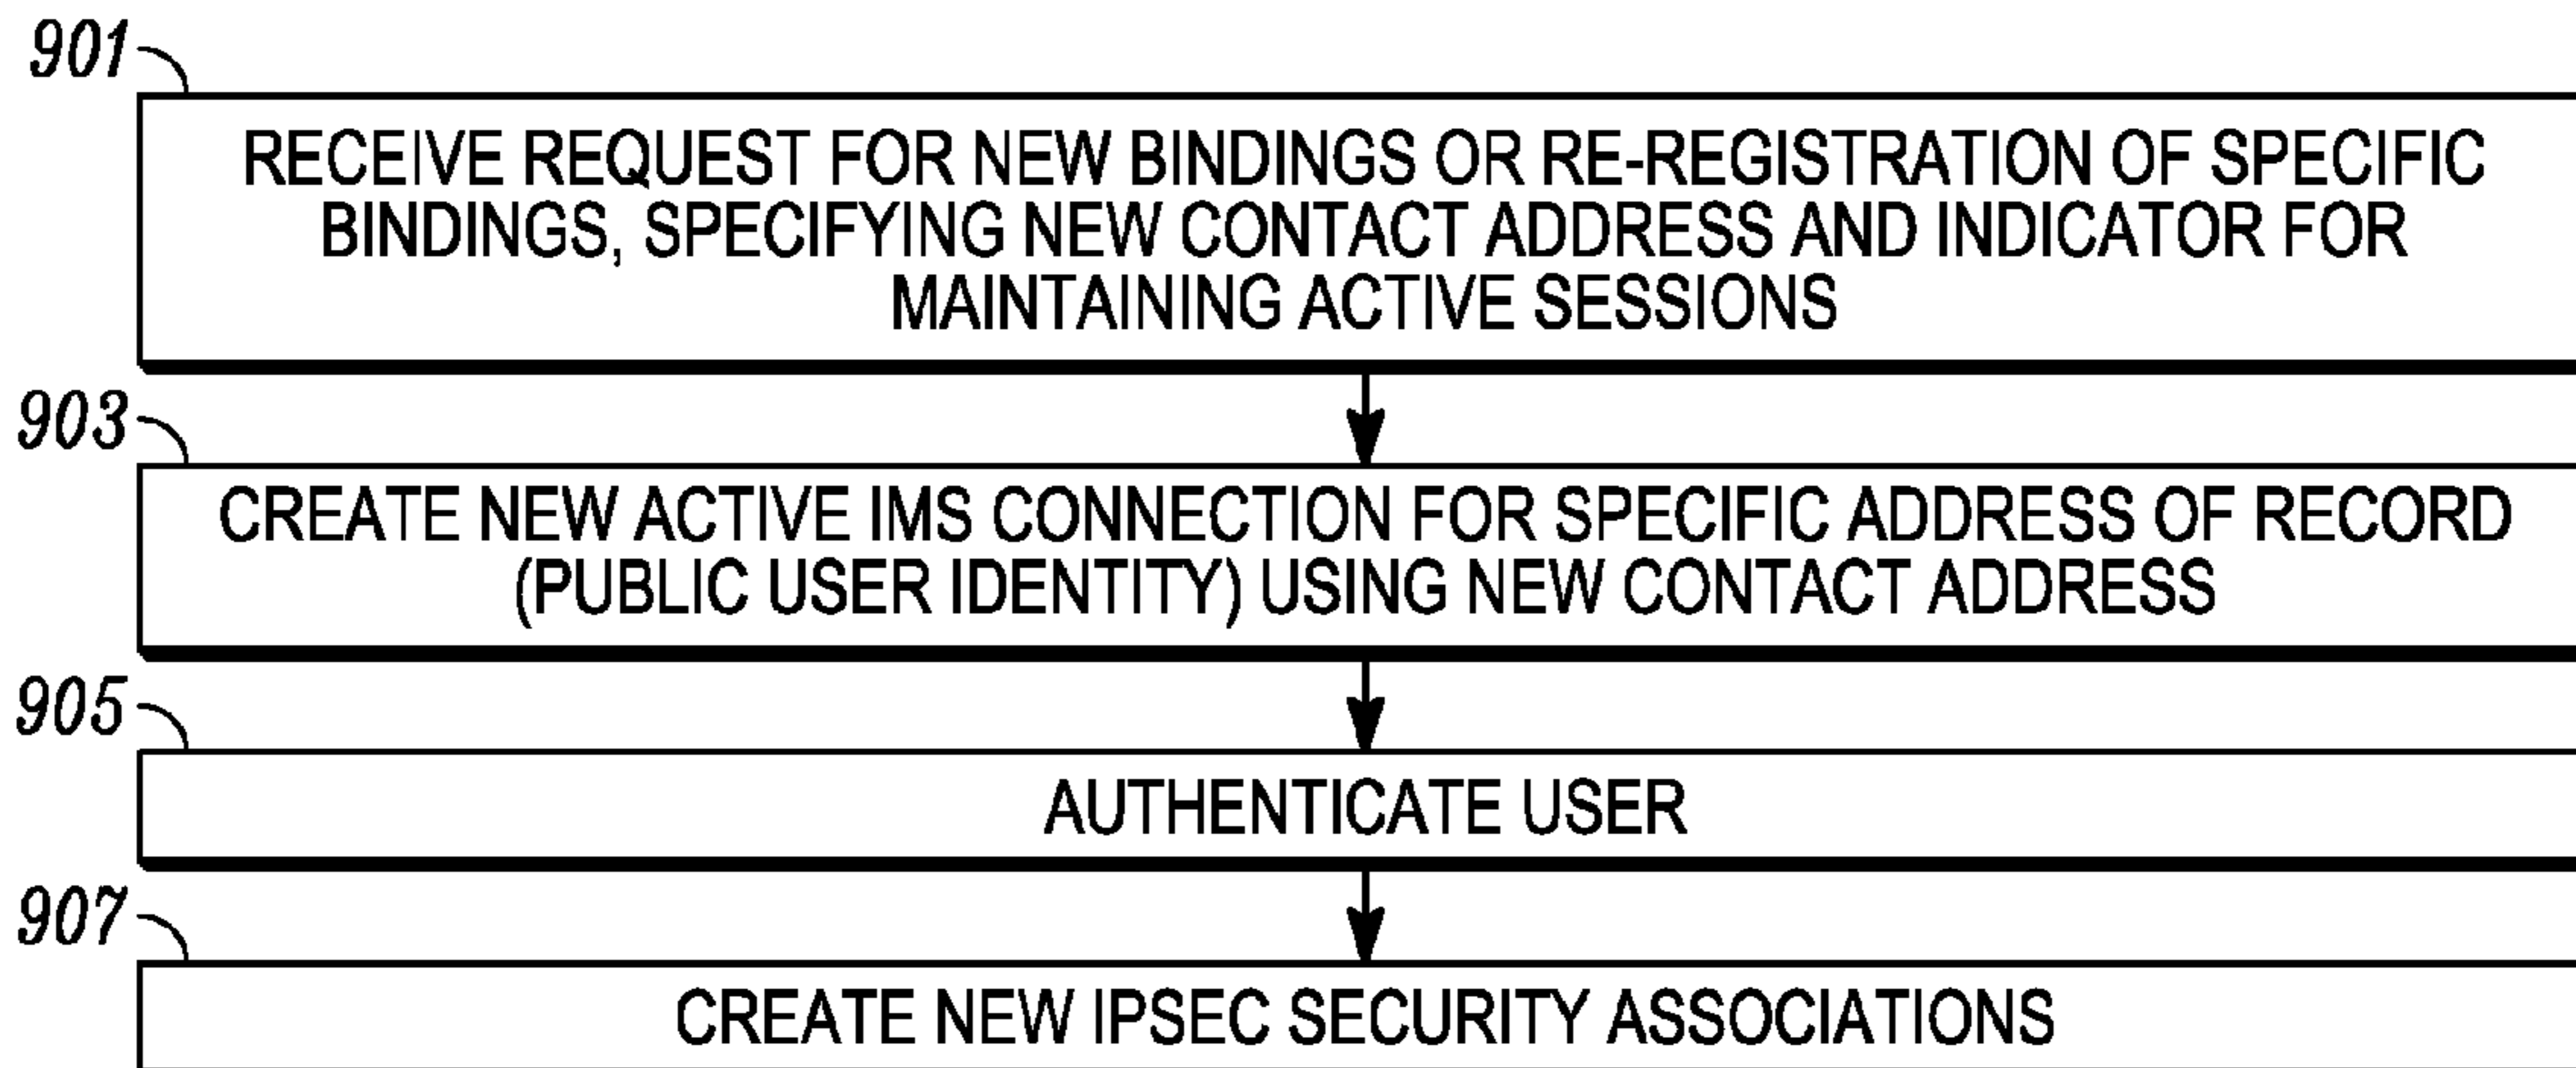 901
RECEIVE REQUEST FOR NEW BINDINGS OR RE-REGISTRATION OF SPECIFIC
BINDINGS, SPECIFYING NEW CONTACT ADDRESS AND INDICATOR FOR
MAINTAINING ACTIVE SESSIONS
903
CREATE NEW ACTIVE IMS CONNECTION FOR SPECIFIC ADDRESS OF RECORD
(PUBLIC USER IDENTITY) USING NEW CONTACT ADDRESS
905
AUTHENTICATE USER
907
CREATE NEW IPSEC SECURITY ASSOCIATIONS